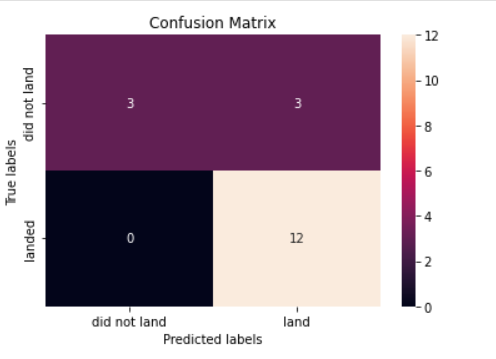 Confusion Matrix
True labels
did not land
landed
3
3
0
12
did not land
land
Predicted labels
12
10
8
6
4
2
0